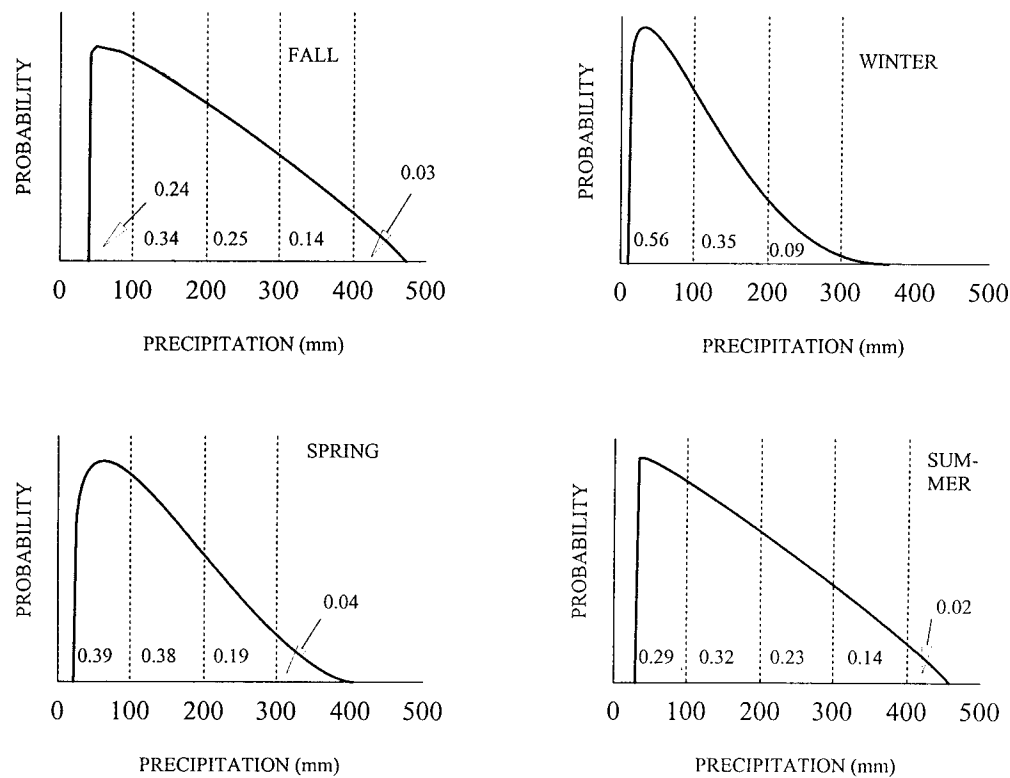 FALL
PROBABILITY
0.24
0.03
0.34 0.25 0.14
0 100 200 300 400 500
PRECIPITATION (mm)
WINTER
PROBABILITY
0.56 0.35 0.09
0 100 200 300 400 500
PRECIPITATION (mm)
SPRING
PROBABILITY
0.04
0.39 0.38 0.19
0 100 200 300 400 500
PRECIPITATION (mm)
SUM-
MER
PROBABILITY
0.02
0.29 0.32 0.23 0.14
0 100 200 300 400 500
PRECIPITATION (mm)